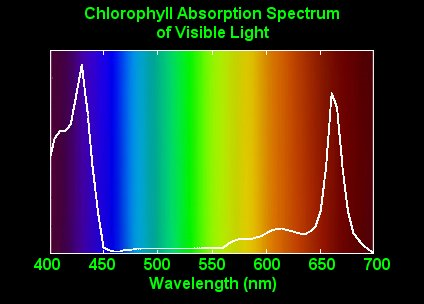 Chlorophyll Absorption Spectrum
of Visible Light
400 450 500 550 600 650 700
Wavelength (nm)